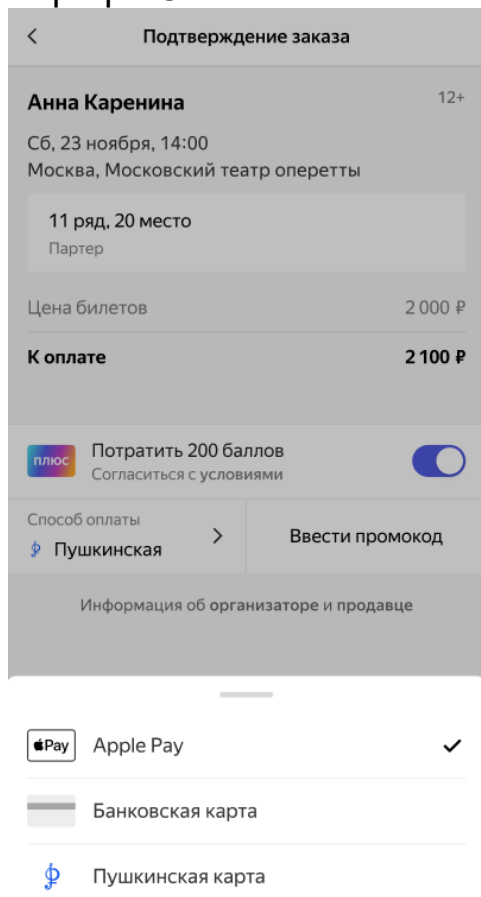 Подтверждение заказа
Анна Каренина 12+
Сб, 23 ноября, 14:00
Москва, Московский театр оперетты
11 ряд, 20 место
Партер
Цена билетов 2 000 ₽
К оплате 2 100 ₽
плюс Потратить 200 баллов
Согласиться с условиями
Способ оплаты
Пушкинская
Ввести промокод
Информация об организаторе и продавце
Pay Apple Pay
Банковская карта
Пушкинская карта